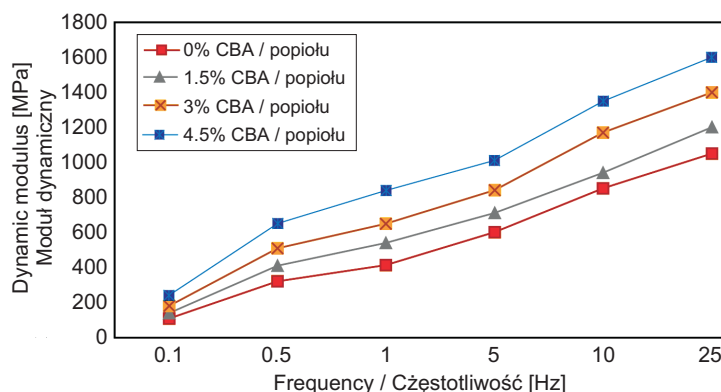 Dynamic modulus [MPa]
Moduł dynamiczny
1800
1600
1400
1200
1000
800
600
400
200
0
0% CBA / popiołu
1.5% CBA / popiołu
3% CBA / popiołu
4.5% CBA / popiołu
0.1 0.5 1 5 10 25
Frequency / Częstotliwość [Hz]